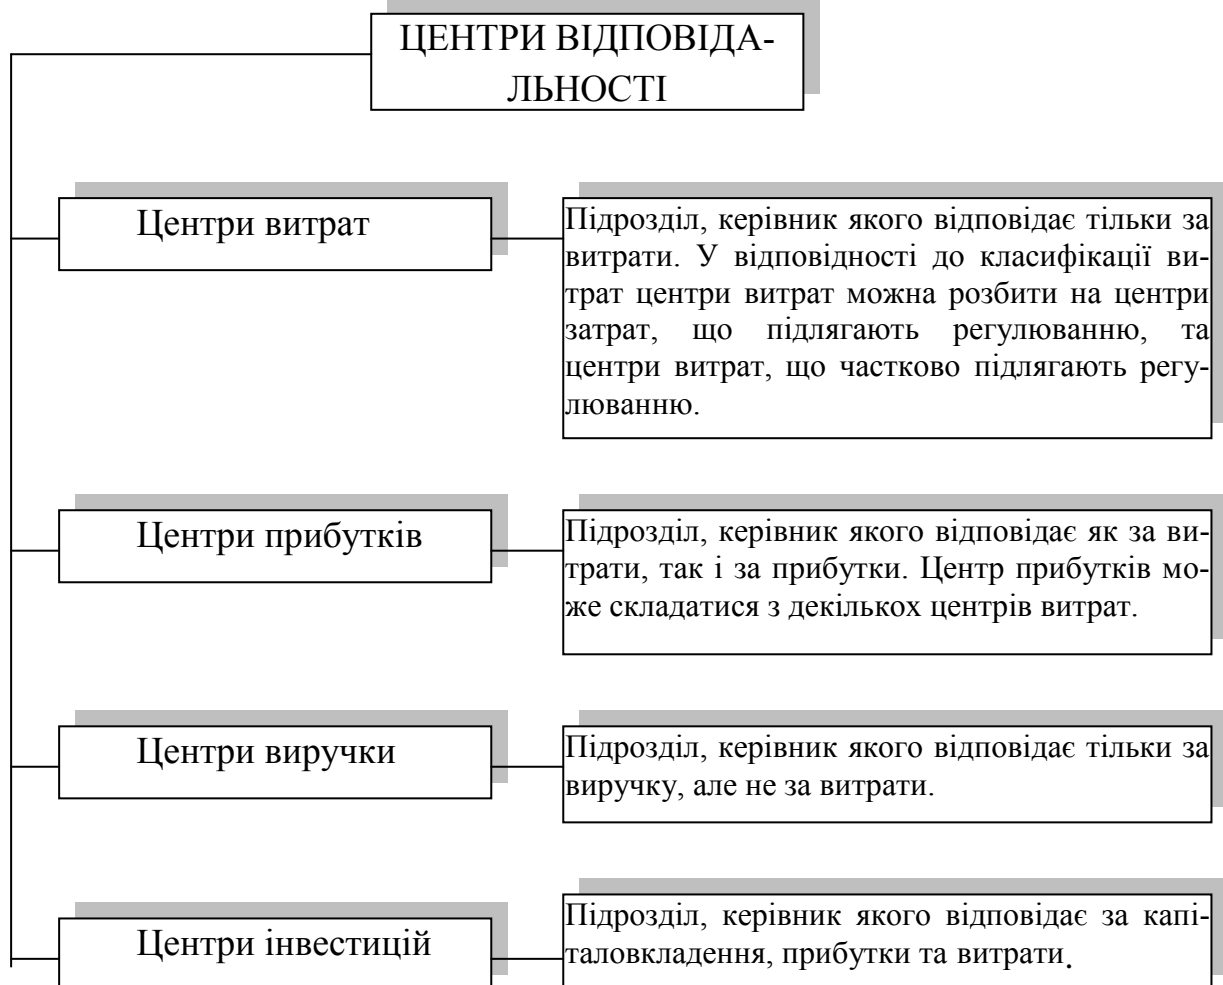 ЦЕНТРИ ВІДПОВІДА-
ЛЬНОСТІ
Центри витрат
Підрозділ, керівник якого відповідає тільки за
витрати. У відповідності до класифікації ви-
трат центри витрат можна розбити на центри
затрат, що підлягають регулюванню, та
центри витрат, що частково підлягають регу-
люванню.
Центри прибутків
Підрозділ, керівник якого відповідає як за ви-
трати, так і за прибутки. Центр прибутків мо-
же складатися з декількох центрів витрат.
Центри виручки
Підрозділ, керівник якого відповідає тільки за
виручку, але не за витрати.
Центри інвестицій
Підрозділ, керівник якого відповідає за капі-
таловкладення, прибутки та витрати.